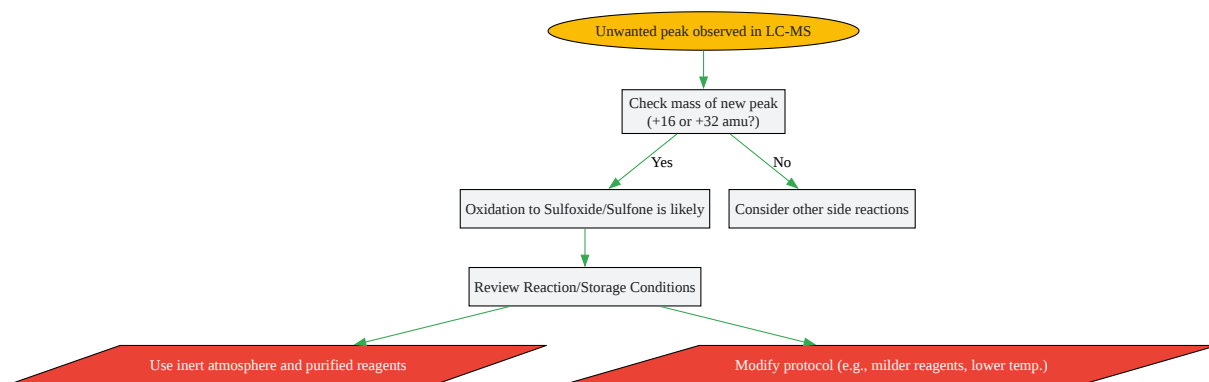 Unwanted peak observed in LC-MS
Check mass of new peak
(+16 or +32 amu?)
Yes
No
Oxidation to Sulfoxide/Sulfone is likely
Consider other side reactions
Review Reaction/Storage Conditions
Use inert atmosphere and purified reagents
Modify protocol (e.g., milder reagents, lower temp.)